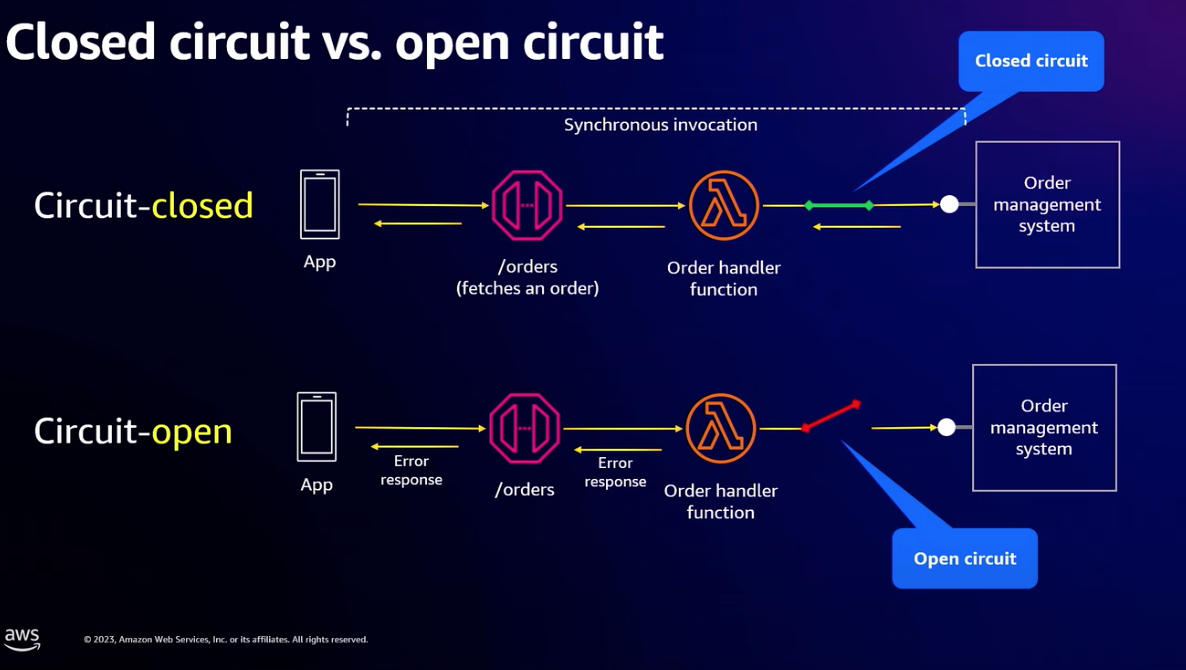 Closed circuit vs. open circuit
Closed circuit
Synchronous invocation
Circuit-closed
App
/orders
(fetches an order)
Order handler
function
Order
management
system
Circuit-open
App
Error
response
/orders
Error
response
Order handler
function
Order
management
system
Open circuit
aws
© 2023, Amazon Web Services, Inc. or its affiliates. All rights reserved.